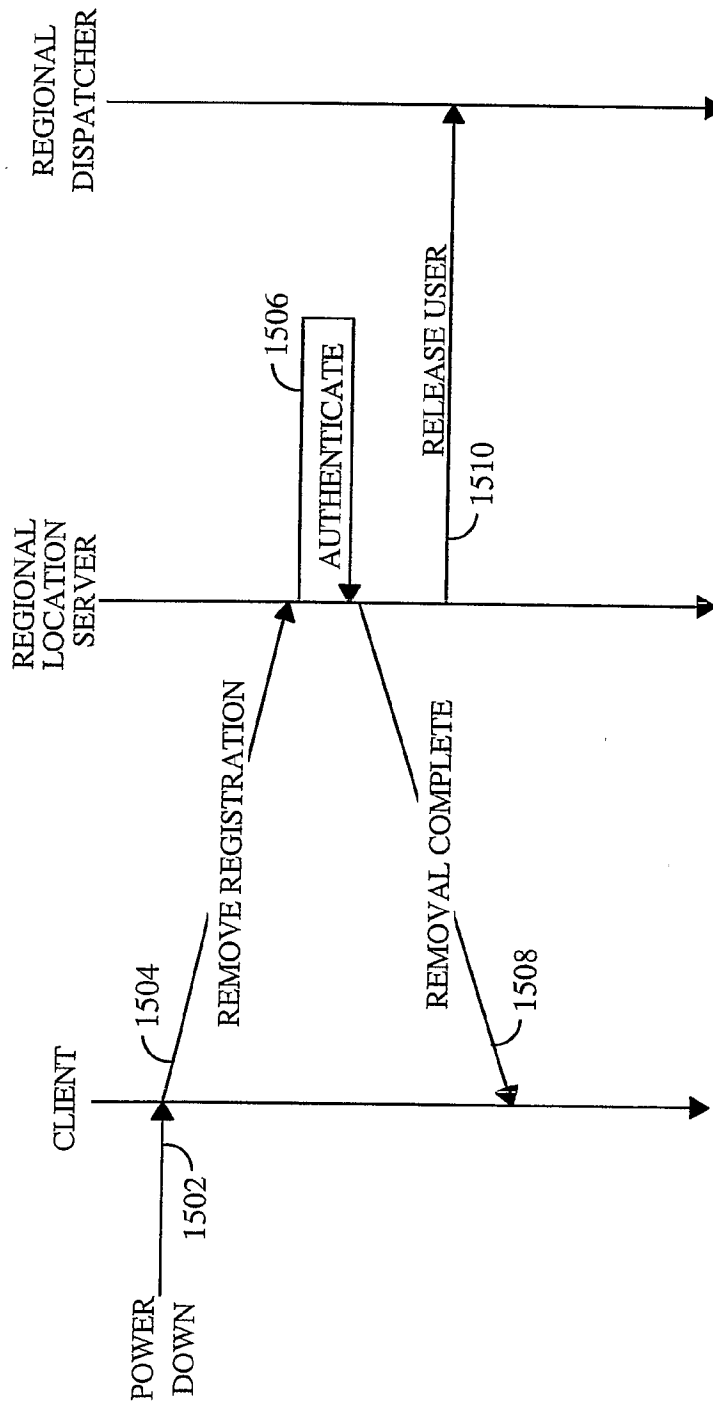 CLIENT
REGIONAL
LOCATION
SERVER
REGIONAL
DISPATCHER
POWER
DOWN
1502
1504
REMOVE REGISTRATION
1506
AUTHENTICATE
REMOVAL COMPLETE
1508
RELEASE USER
1510